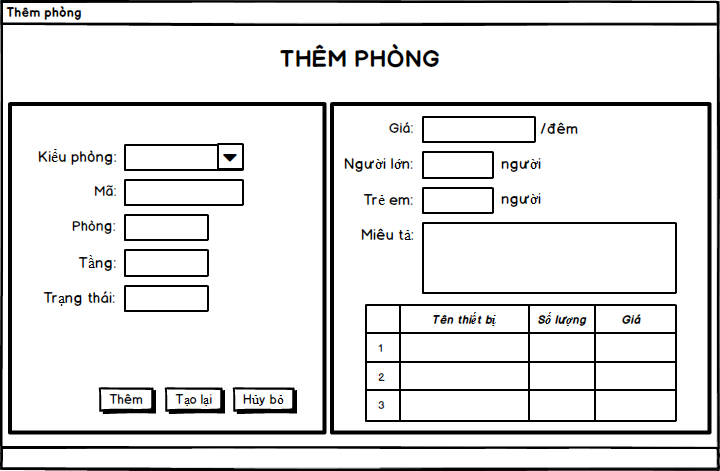 Thêm phòng
THÊM PHÒNG
Kiểu phòng:
Mã:
Phòng:
Tầng:
Trạng thái:
Thêm
Tạo lại
Hủy bỏ
Giá:
/đêm
Người lớn:
người
Trẻ em:
người
Miêu tả:
Tên thiết bị
Số lượng
Giá
1
2
3